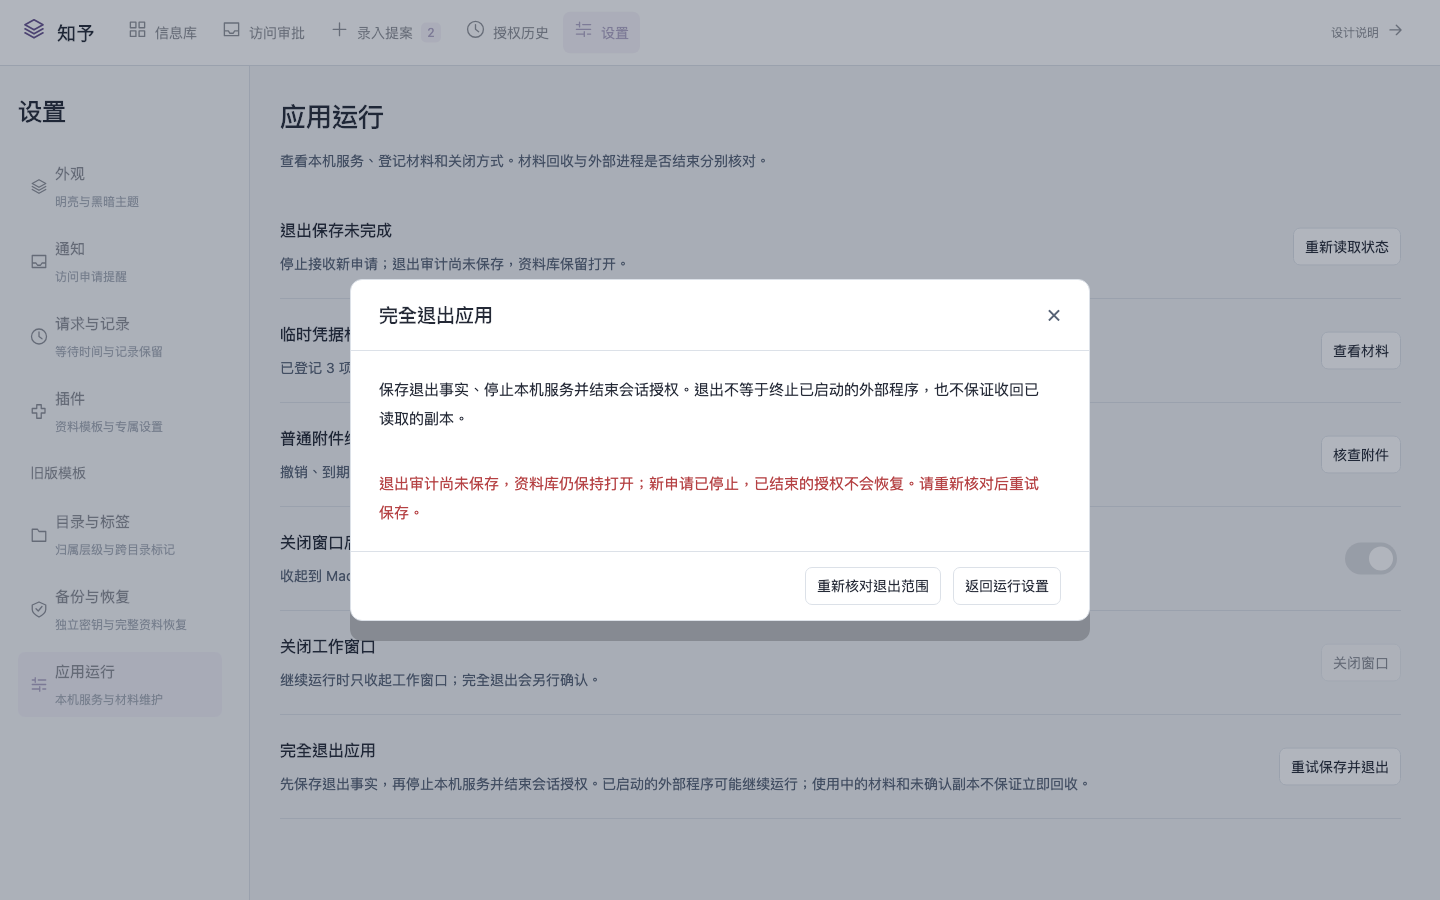 知予
信息库
访问审批
录入提案 2
授权历史
设置
设计说明
设置
外观
明亮与黑暗主题
通知
访问申请提醒
请求与记录
等待时间与记录保留
插件
资料模板与专属设置
旧版模板
目录与标签
归属层级与跨目录标记
备份与恢复
独立密钥与完整资料恢复
应用运行
本机服务与材料维护
应用运行
查看本机服务、登记材料和关闭方式。材料回收与外部进程是否结束分别核对。
退出保存未完成
停止接收新申请；退出审计尚未保存，资料库保留打开。
重新读取状态
临时凭据
已登记 3 项
查看材料
普通附件
撤销、到期
核查附件
关闭窗口
收起到 Mac
完全退出应用
保存退出事实、停止本机服务并结束会话授权。退出不等于终止已启动的外部程序，也不保证收回已
读取的副本。
退出审计尚未保存，资料库仍保持打开；新申请已停止，已结束的授权不会恢复。请重新核对后重试
保存。
重新核对退出范围
返回运行设置
关闭工作窗口
继续运行时只收起工作窗口；完全退出会另行确认。
关闭窗口
完全退出应用
先保存退出事实，再停止本机服务并结束会话授权。已启动的外部程序可能继续运行；使用中的材料和未确认副本不保证立即回收。
重试保存并退出